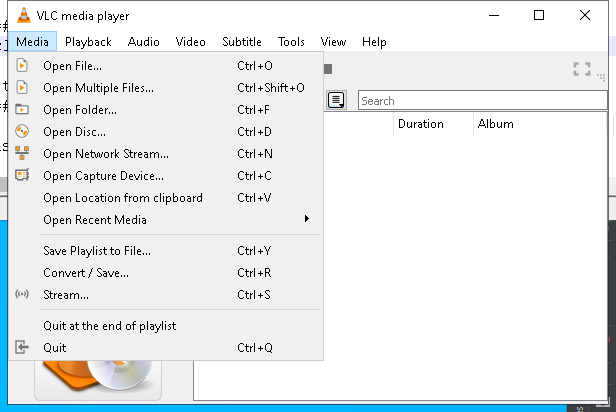 VLC media player
Media Playback Audio Video Subtitle Tools View Help
Open File... Ctrl+O
Open Multiple Files... Ctrl+Shift+O
Open Folder... Ctrl+F
Search
Open Disc... Ctrl+D
Duration Album
Open Network Stream... Ctrl+N
Open Capture Device... Ctrl+C
Open Location from clipboard Ctrl+V
Open Recent Media
Save Playlist to File... Ctrl+Y
Convert / Save... Ctrl+R
Stream... Ctrl+S
Quit at the end of playlist
Quit Ctrl+Q